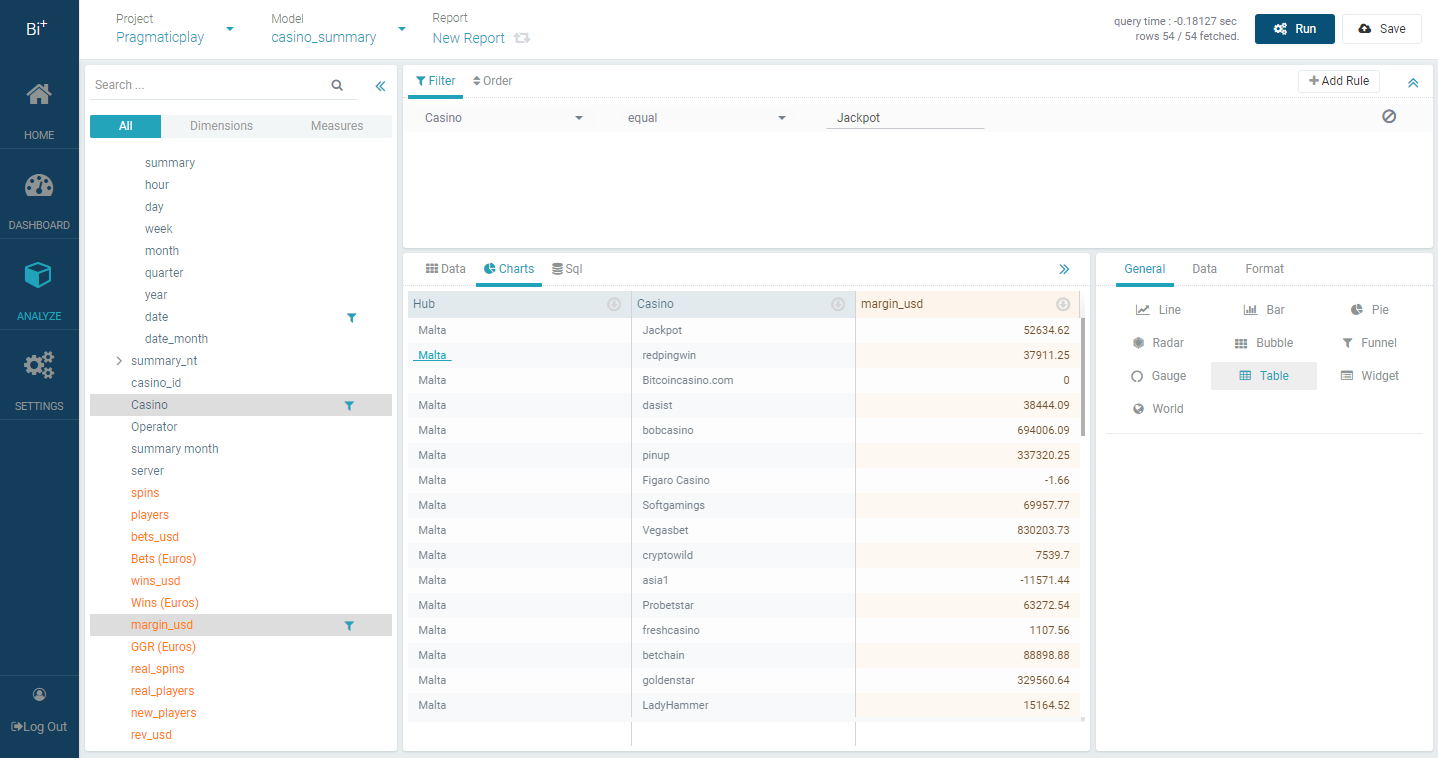 Bi+
HOME
DASHBOARD
ANALYZE
SETTINGS
Log Out
Project
Pragmaticplay
Model
casino_summary
Report
New Report
query time : -0.18127 sec
rows 54 / 54 fetched.
Run
Save
Search ...
All Dimensions Measures
summary
hour
day
week
month
quarter
year
date
date_month
summary_nt
casino_id
Casino
Operator
summary month
server
spins
players
bets_usd
Bets (Euros)
wins_usd
Wins (Euros)
margin_usd
GGR (Euros)
real_spins
real_players
new_players
rev_usd
Filter Order Add Rule
Casino equal Jackpot
Data Charts Sql
Hub Casino margin_usd
Malta Jackpot 52634.62
Malta redpingwin 37911.25
Malta Bitcoincasino.com 0
Malta dasist 38444.09
Malta bobcasino 694006.09
Malta pinup 337320.25
Malta Figaro Casino -1.66
Malta Softgamings 69957.77
Malta Vegasbet 830203.73
Malta cryptowild 7539.7
Malta asia1 -11571.44
Malta Probetstar 63272.54
Malta freshcasino 1107.56
Malta betchain 88898.88
Malta goldenstar 329560.64
Malta LadyHammer 15164.52
General Data Format
Line Bar Pie
Radar Bubble Funnel
Gauge Table Widget
World